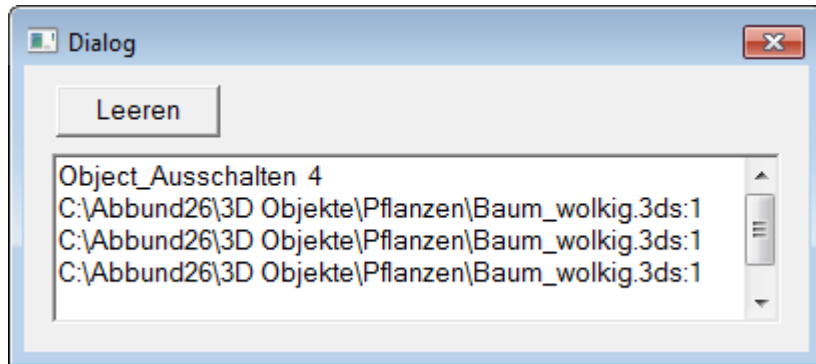 Dialog
Leeren
Object_Ausschalten 4
C:\Abbund26\3D Objekte\Pflanzen\Baum_wolkig.3ds:1
C:\Abbund26\3D Objekte\Pflanzen\Baum_wolkig.3ds:1
C:\Abbund26\3D Objekte\Pflanzen\Baum_wolkig.3ds:1